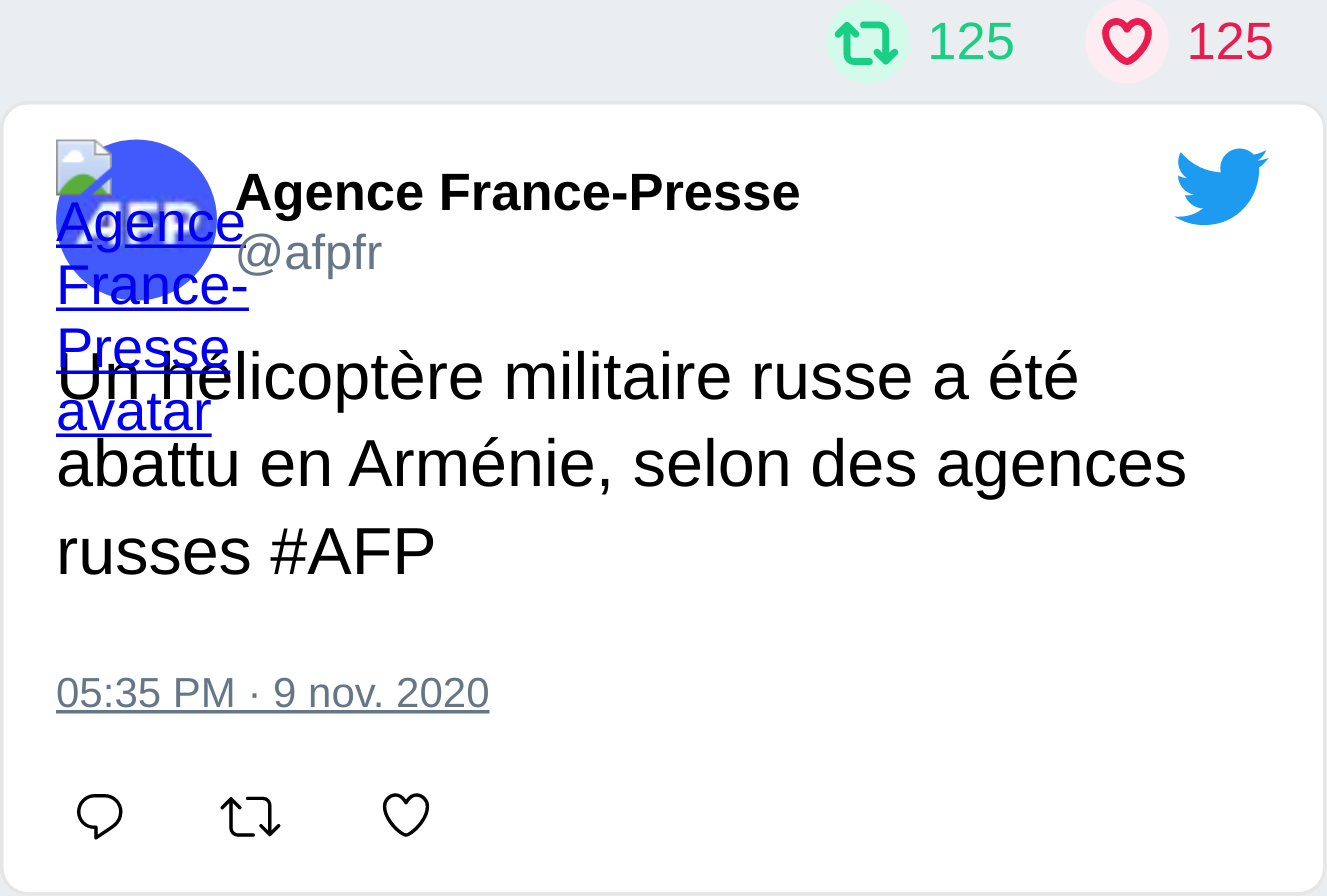 125 125
Agence France-Presse
@afpfr
AFP
Agence
France-
Presse
avatar
Un hélicoptère militaire russe a été
abattu en Arménie, selon des agences
russes #AFP
05:35 PM · 9 nov. 2020